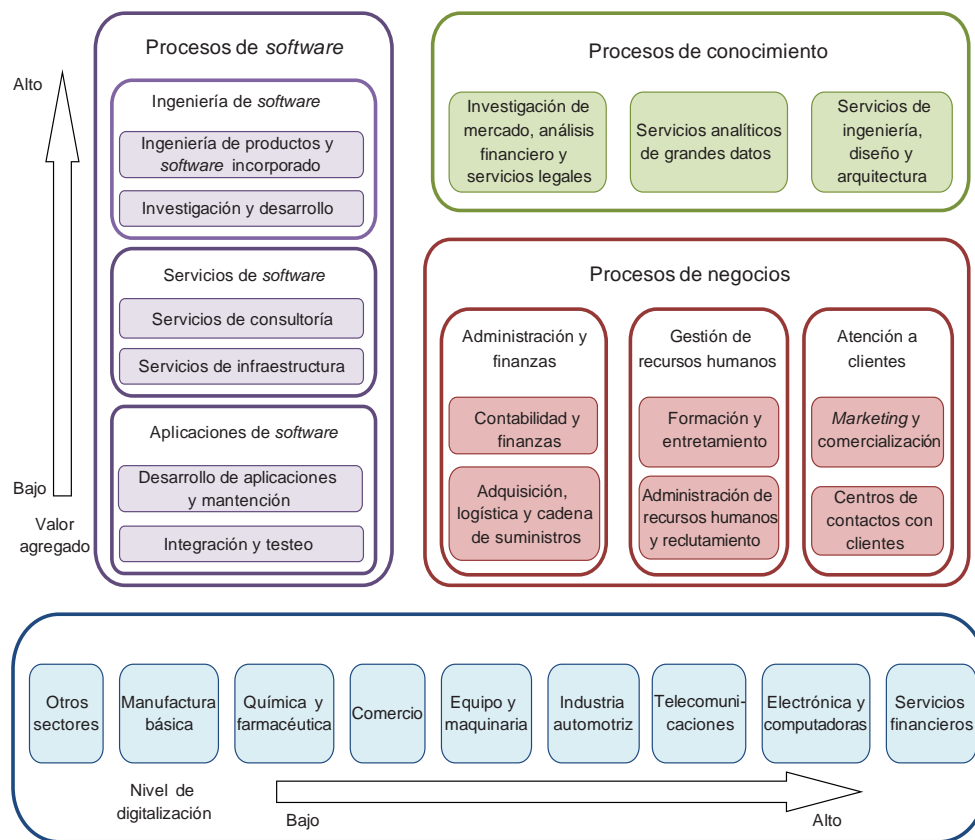 Alto
Bajo
Valor
agregado
Procesos de software
Ingeniería de software
Ingeniería de productos y
software incorporado
Investigación y desarrollo
Servicios de software
Servicios de consultoría
Servicios de infraestructura
Aplicaciones de software
Desarrollo de aplicaciones
y mantención
Integración y testeo
Procesos de conocimiento
Investigación de
mercado, análisis
financiero y
servicios legales
Servicios analíticos
de grandes datos
Servicios de
ingeniería,
diseño y
arquitectura
Procesos de negocios
Administración y
finanzas
Contabilidad y
finanzas
Adquisición,
logística y cadena
de suministros
Gestión de
recursos humanos
Formación y
entretamiento
Administración de
recursos humanos
y reclutamiento
Atención a
clientes
Marketing y
comercialización
Centros de
contactos con
clientes
Otros
sectores
Manufactura
básica
Química y
farmacéutica
Comercio
Equipo y
maquinaria
Industria
automotriz
Telecomuni-
caciones
Electrónica y
computadoras
Servicios
financieros
Nivel de
digitalización
Bajo
Alto